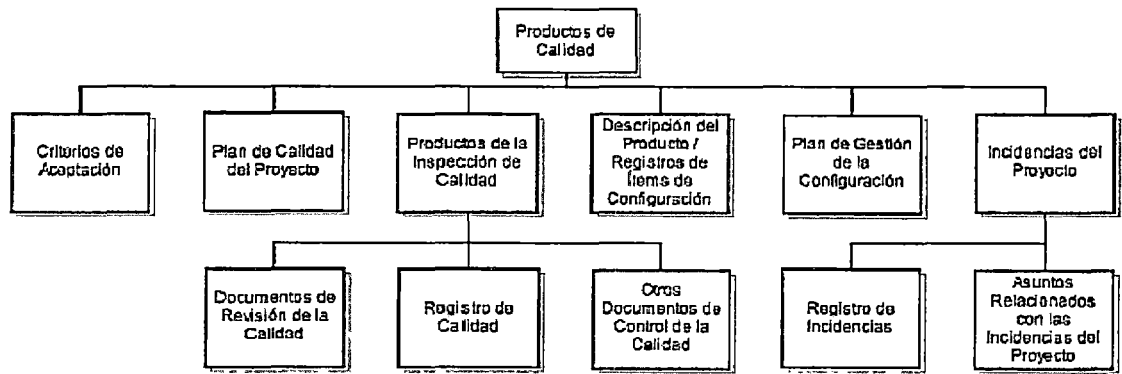 Productos de
Calidad
Criterios de
Aceptación
Plan de Calidad
del Proyecto
Productos de la
Inspección de
Calidad
Descripción del
Producto /
Registros de
Ítems de
Configuración
Plan de Gestión
de la
Configuración
Incidencias del
Proyecto
Documentos de
Revisión de la
Calidad
Registro de
Calidad
Otros
Documentos de
Control de la
Calidad
Registro de
Incidencias
Asuntos
Relacionados
con las
Incidencias del
Proyecto